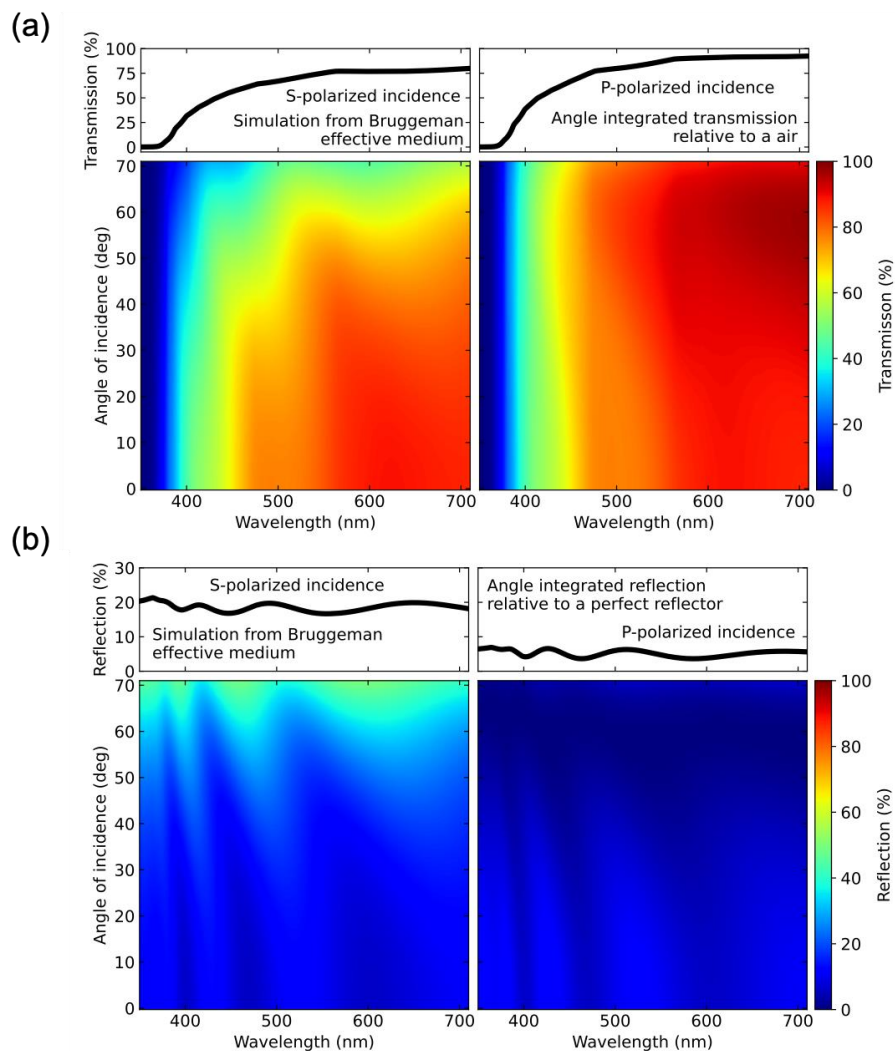 (a)
Transmission (%)
100
75
50
25
0
S-polarized incidence
Simulation from Bruggeman
effective medium
P-polarized incidence
Angle integrated transmission
relative to a air
Angle of incidence (deg)
70
60
50
40
30
20
10
0
400
500
600
700
Wavelength (nm)
400
500
600
700
Wavelength (nm)
100
80
60
40
20
0
Transmisson (%)
(b)
Reflection (%)
30
20
10
0
S-polarized incidence
Simulation from Bruggeman
effective medium
Angle integrated reflection
relative to a perfect reflector
P-polarized incidence
Angle of incidence (deg)
70
60
50
40
30
20
10
0
400
500
600
700
Wavelength (nm)
400
500
600
700
Wavelength (nm)
100
80
60
40
20
0
Reflection (%)